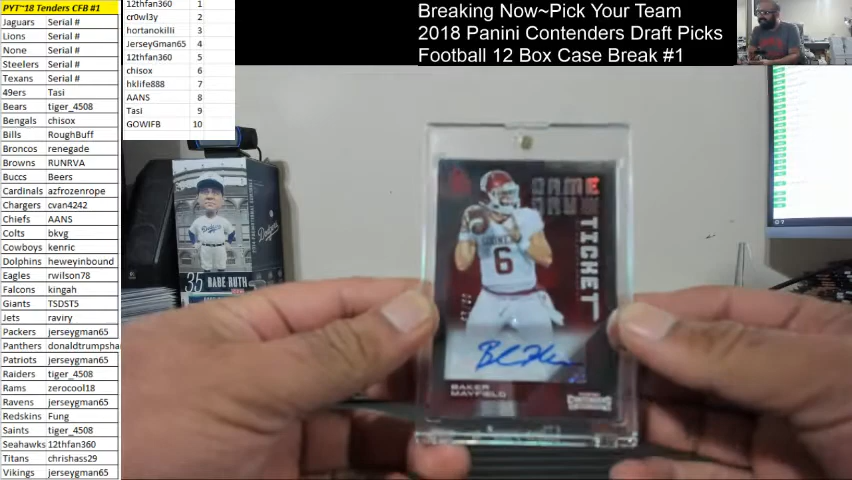 PYT~18 Tenders CFB #1
Jaguars Serial #
Lions Serial #
None Serial #
Steelers Serial #
Texans Serial #
49ers Tasi
Bears tiger_4508
Bengals chisox
Bills RoughBuff
Broncos renegade
Browns RUNRVA
Buccs Beers
Cardinals azfrozenrope
Chargers cvan4242
Chiefs AANS
Colts bkvg
Cowboys kenric
Dolphins heweyinbound
Eagles rwilson78
Falcons kingah
Giants TSDST5
Jets raviry
Packers jerseygman65
Panthers donaldtrumpsha
Patriots jerseygman65
Raiders tiger_4508
Rams zerocool18
Ravens jerseygman65
Redskins Fung
Saints tiger_4508
Seahawks 12thfan360
Titans chrishass29
Vikings jerseygman65
12thfan360 1
cr0wl3y 2
hortanokilli 3
JerseyGman65 4
12thfan360 5
chisox 6
hklife888 7
AANS 8
Tasi 9
GOWIFB 10
Breaking Now~Pick Your Team
2018 Panini Contenders Draft Picks
Football 12 Box Case Break #1
Dodgers
35 BABE RUTH
GAME
DAY
TICKET
6
BAKER
MAYFIELD
CONTENDERS